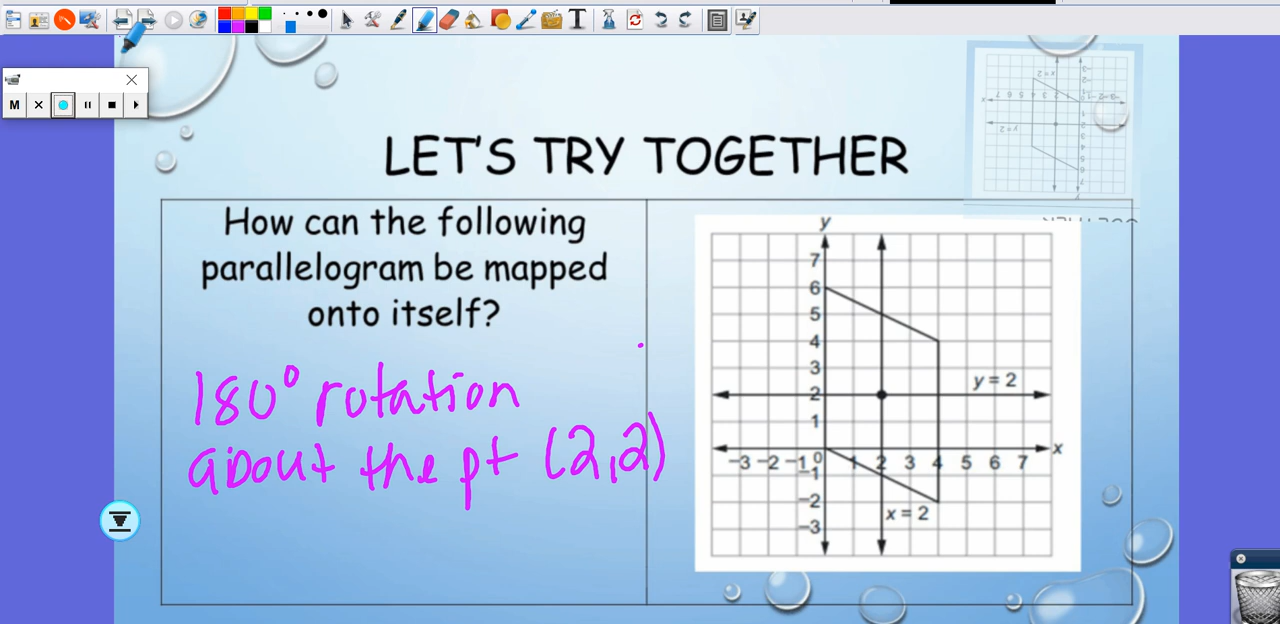 M
LET'S TRY TOGETHER
How can the following
parallelogram be mapped
onto itself?
180° rotation
about the pt (2,2)
y
7
6
5
4
3
2
1
y = 2
x
-3 -2 -1 0 1 2 3 4 5 6 7
-1
-2
-3
x = 2